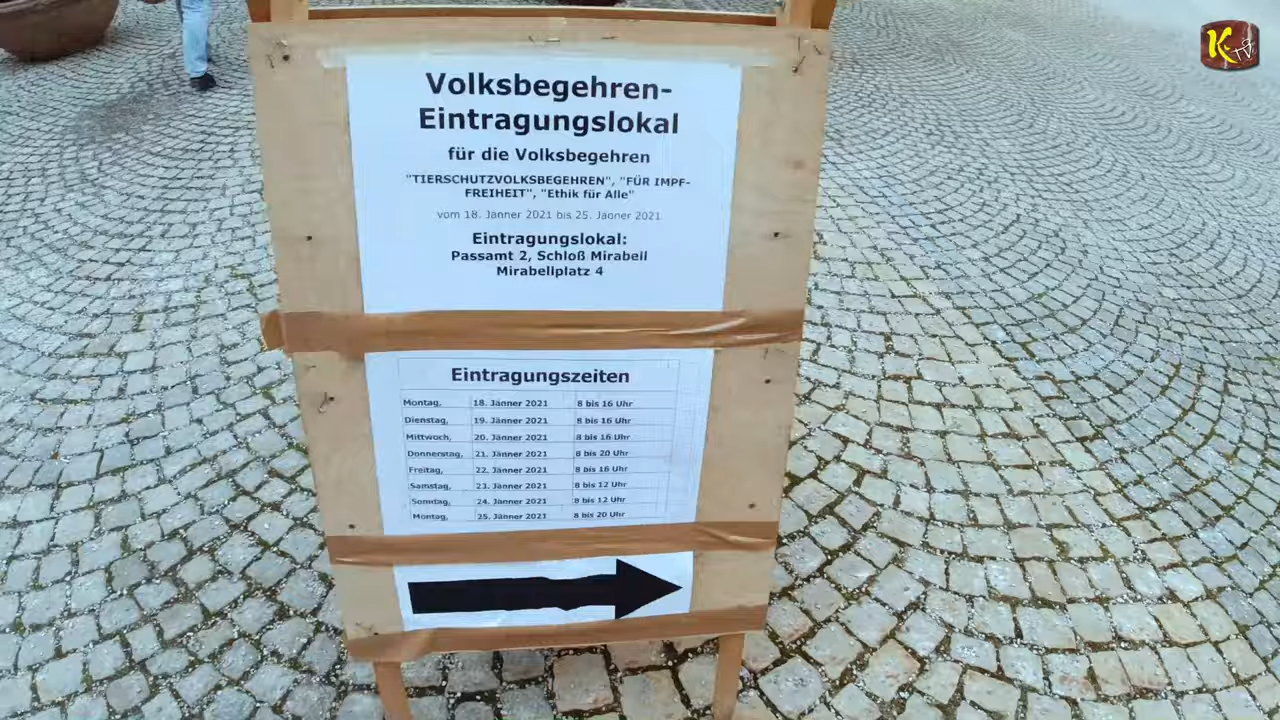 K TV
Volksbegehren-
Eintragungslokal
für die Volksbegehren
"TIERSCHUTZVOLKSBEGEHREN", "FÜR IMPF-
FREIHEIT", "Ethik für Alle"
vom 18. Jänner 2021 bis 25. Jänner 2021
Eintragungslokal:
Passamt 2, Schloß Mirabell
Mirabellplatz 4
Eintragungszeiten
Montag, 18. Jänner 2021 8 bis 16 Uhr
Dienstag, 19. Jänner 2021 8 bis 16 Uhr
Mittwoch, 20. Jänner 2021 8 bis 16 Uhr
Donnerstag, 21. Jänner 2021 8 bis 20 Uhr
Freitag, 22. Jänner 2021 8 bis 16 Uhr
Samstag, 23. Jänner 2021 8 bis 12 Uhr
Sonntag, 24. Jänner 2021 8 bis 12 Uhr
Montag, 25. Jänner 2021 8 bis 20 Uhr